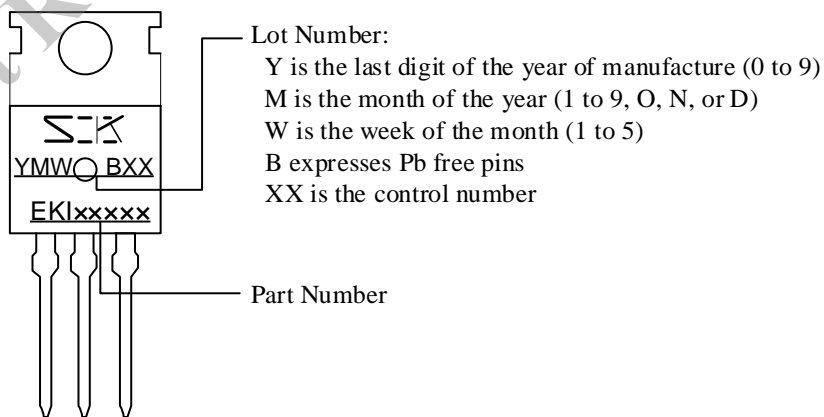 Lot Number:
Y is the last digit of the year of manufacture (0 to 9)
M is the month of the year (1 to 9, O, N, or D)
W is the week of the month (1 to 5)
B expresses Pb free pins
XX is the control number
SK
YMW○ BXX
EKI×××××
Part Number